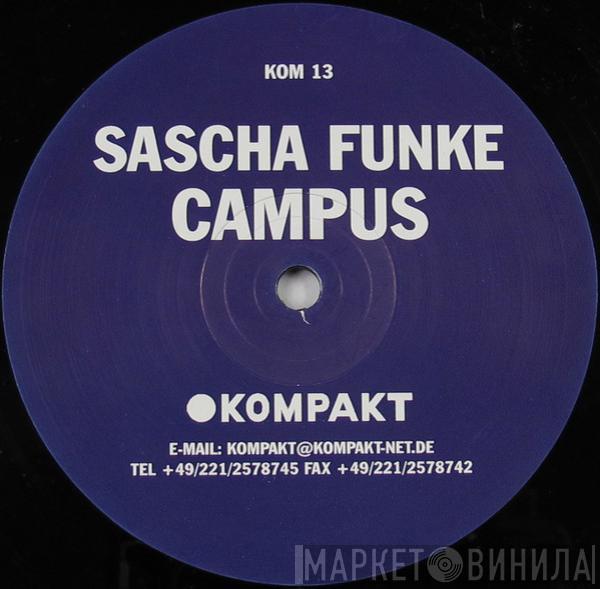 KOM 13
SASCHA FUNKE
CAMPUS
KOMPAKT
E-MAIL: KOMPAKT@KOMPAKT-NET.DE
TEL +49/221/2578745 FAX +49/221/2578742
МАРКЕТ ВИНИЛА